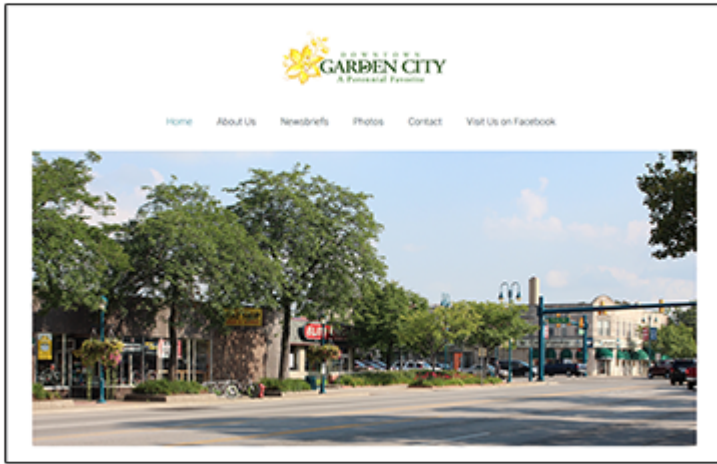 DOWNTOWN
GARDEN CITY
A Perennial Favorite
Home About Us Newsbriefs Photos Contact Visit Us on Facebook